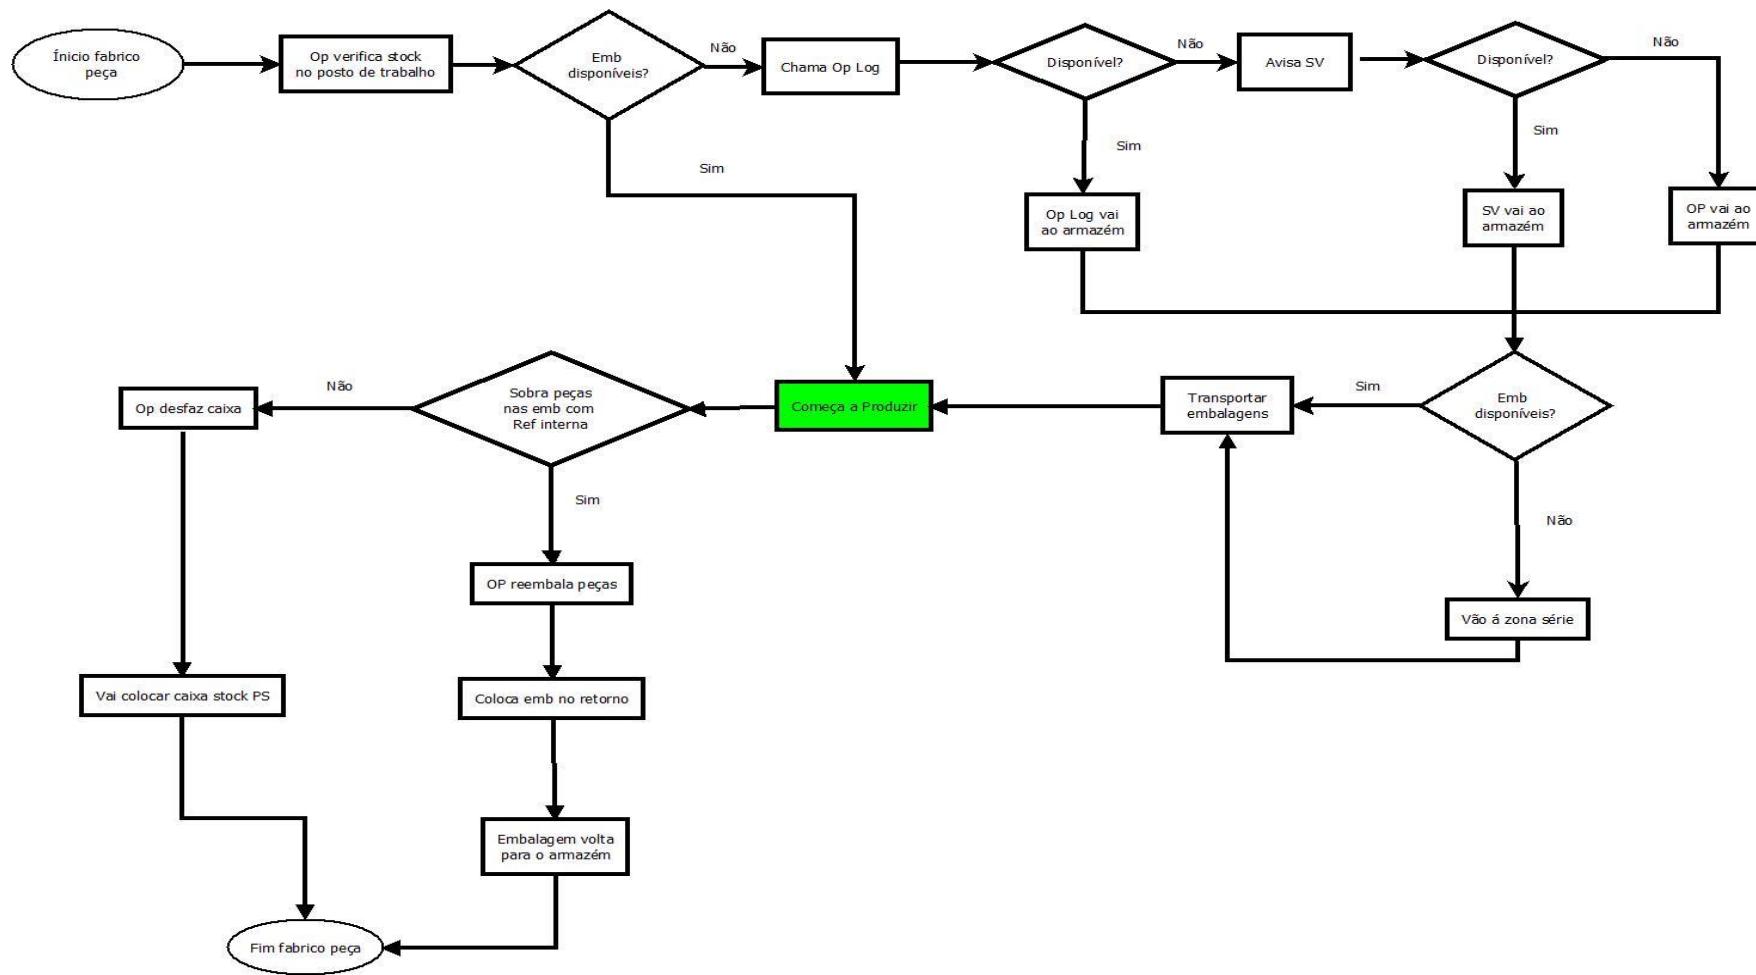 Ínicio fabrico
peça
Op verifica stock
no posto de trabalho
Emb
disponíveis?
Não
Chama Op Log
Disponível?
Não
Avisa SV
Disponível?
Não
Sim
Sim
Sim
Op Log vai
ao armazém
SV vai ao
armazém
OP vai ao
armazém
Op desfaz caixa
Não
Sobra peças
nas emb com
Ref interna
Começa a Produzir
Transportar
embalagens
Sim
Emb
disponíveis?
Sim
Não
OP reembala peças
Vão á zona série
Vai colocar caixa stock PS
Coloca emb no retorno
Embalagem volta
para o armazém
Fim fabrico peça